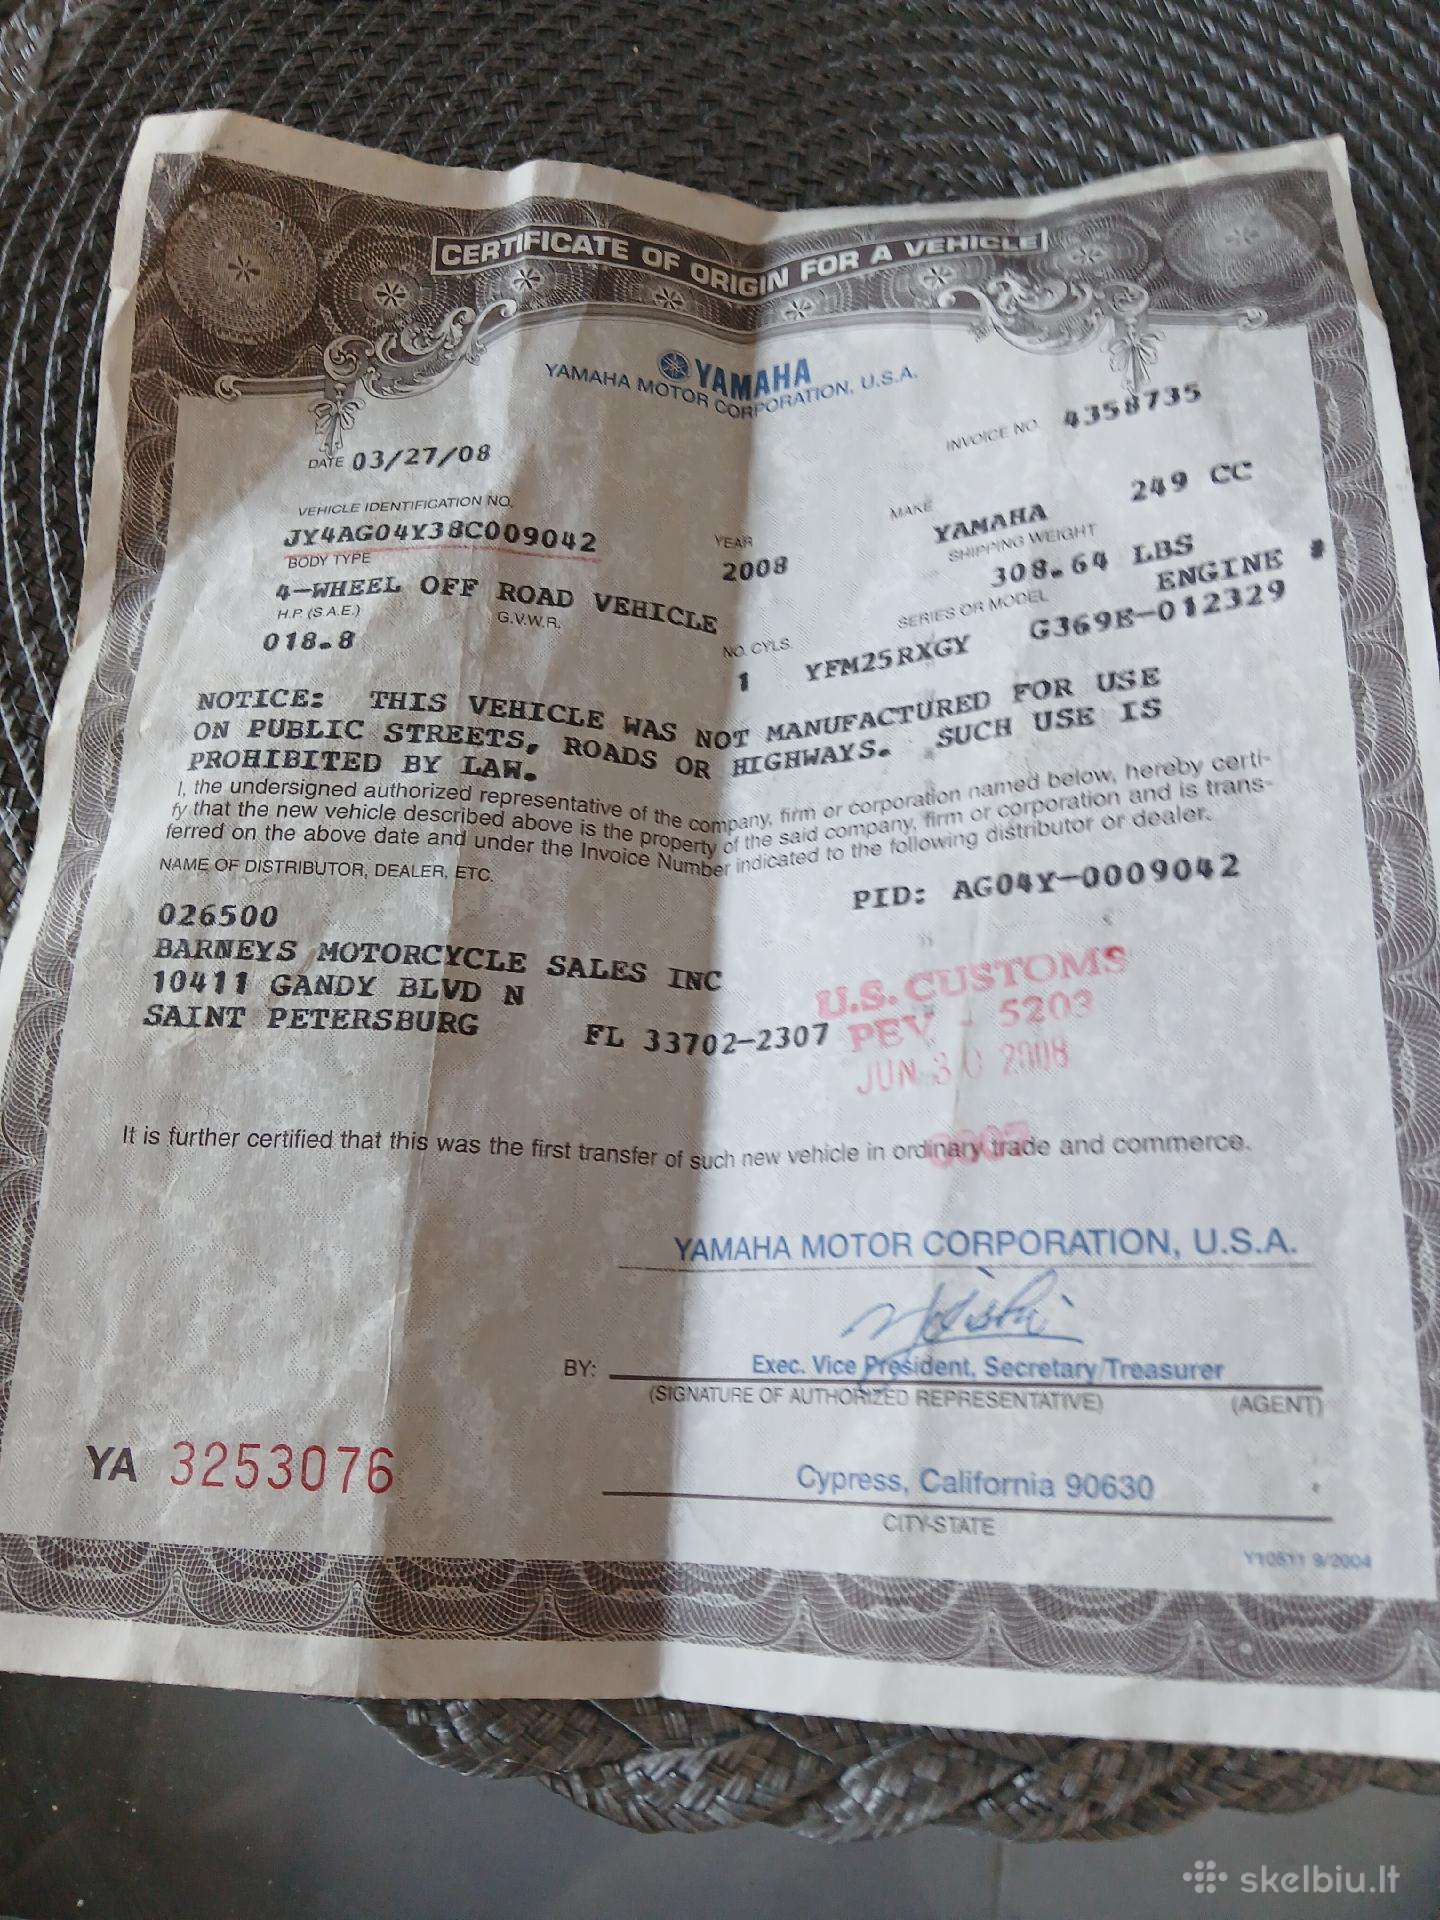 CERTIFICATE OF ORIGIN FOR A VEHICLE
YAMAHA
YAMAHA MOTOR CORPORATION, U.S.A.
DATE 03/27/08
INVOICE NO. 4358735
VEHICLE IDENTIFICATION NO.
JY4AG04Y38C009042
YEAR
2008
MAKE
YAMAHA 249 CC
BODY TYPE
4-WHEEL OFF ROAD VEHICLE
SHIPPING WEIGHT
308.64 LBS
H.P. (S.A.E.)
018.8
G.V.W.R.
NO. CYLS.
1
SERIES OR MODEL
YFM25RXGY
ENGINE #
G369E-012329
NOTICE: THIS VEHICLE WAS NOT MANUFACTURED FOR USE
ON PUBLIC STREETS, ROADS OR HIGHWAYS. SUCH USE IS
PROHIBITED BY LAW.
I, the undersigned authorized representative of the company, firm or corporation named below, hereby certi-
fy that the new vehicle described above is the property of the said company, firm or corporation and is trans-
ferred on the above date and under the Invoice Number indicated to the following distributor or dealer.
NAME OF DISTRIBUTOR, DEALER, ETC.
PID: AG04Y-0009042
026500
BARNEYS MOTORCYCLE SALES INC
10411 GANDY BLVD N
SAINT PETERSBURG FL 33702-2307
U.S. CUSTOMS
PEV - 5203
JUN 30 2008
It is further certified that this was the first transfer of such new vehicle in ordinary trade and commerce.
YAMAHA MOTOR CORPORATION, U.S.A.
BY: Exec. Vice President, Secretary/Treasurer
(SIGNATURE OF AUTHORIZED REPRESENTATIVE) (AGENT)
YA 3253076
Cypress, California 90630
CITY-STATE
Y10511 9/2004
skelbiu.lt